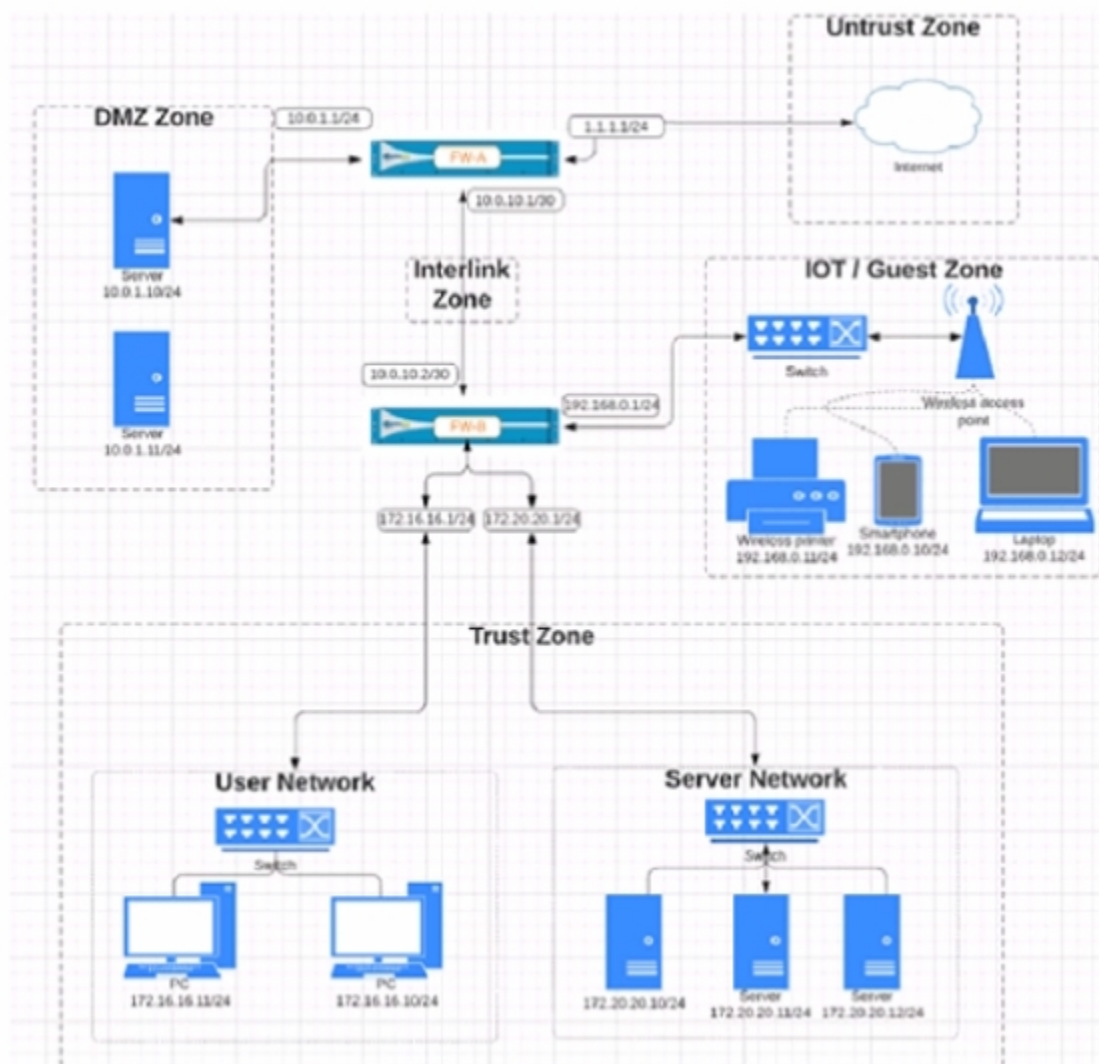 Untrust Zone
DMZ Zone
10.0.1.1/24
1.1.1.1/24
FW-A
Internet
10.0.10.1/30
Server
10.0.1.10/24
Interlink
Zone
IOT / Guest Zone
Switch
10.0.10.2/30
192.168.0.1/24
Wireless access
point
FW-B
Server
10.0.1.11/24
172.16.16.1/24
172.20.20.1/24
Wireless printer
192.168.0.11/24
Smartphone
192.168.0.10/24
Laptop
192.168.0.12/24
Trust Zone
User Network
Server Network
Switch
Switch
PC
172.16.16.11/24
PC
172.16.16.10/24
172.20.20.10/24
Server
172.20.20.11/24
Server
172.20.20.12/24